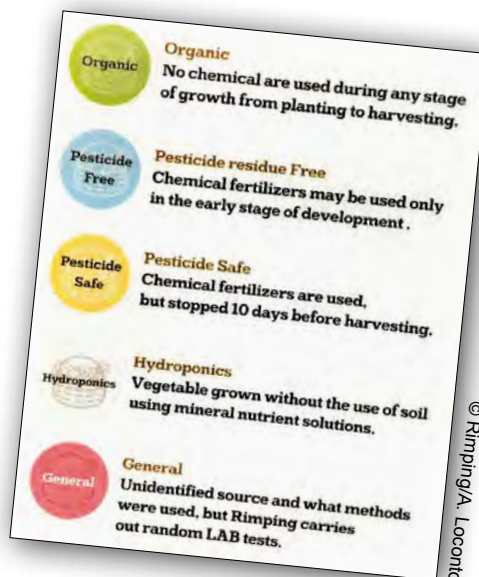 Organic
Organic
No chemical are used during any stage
of growth from planting to harvesting.
Pesticide
Free
Pesticide residue Free
Chemical fertilizers may be used only
in the early stage of development .
Pesticide
Safe
Pesticide Safe
Chemical fertilizers are used,
but stopped 10 days before harvesting.
Hydroponics
Hydroponics
Vegetable grown without the use of soil
using mineral nutrient solutions.
General
General
Unidentified source and what methods
were used, but Rimping carries
out random LAB tests.
© Rimping/A. Loconto